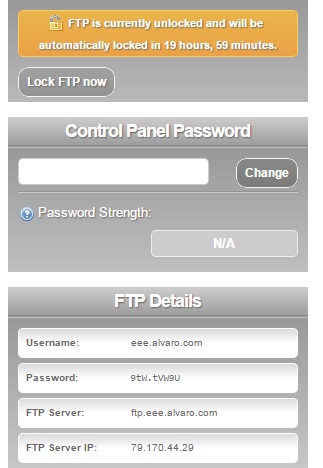 FTP is currently unlocked and will be
automatically locked in 19 hours, 59 minutes.
Lock FTP now
Control Panel Password
Change
Password Strength:
N/A
FTP Details
Username: eee.alvaro.com
Password: 9tW.tVW9U
FTP Server: ftp.eee.alvaro.com
FTP Server IP: 79.170.44.29